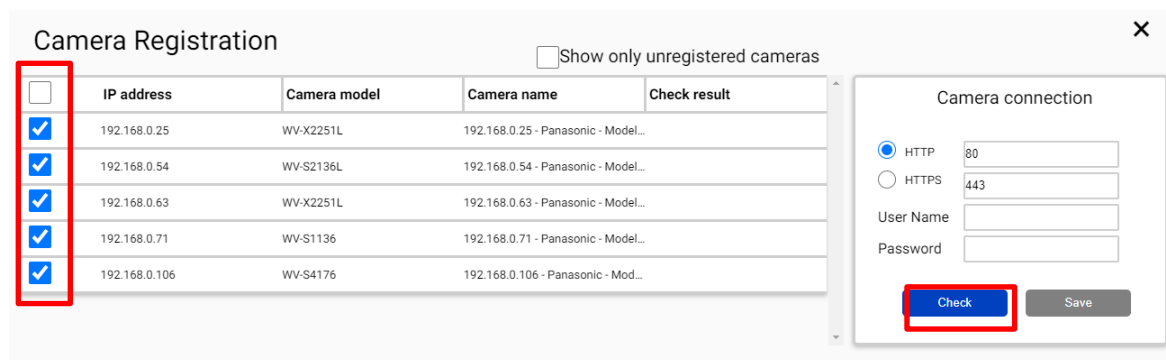 Camera Registration
Show only unregistered cameras
IP address Camera model Camera name Check result
192.168.0.25 WV-X2251L 192.168.0.25 - Panasonic - Model...
192.168.0.54 WV-S2136L 192.168.0.54 - Panasonic - Model...
192.168.0.63 WV-X2251L 192.168.0.63 - Panasonic - Model...
192.168.0.71 WV-S1136 192.168.0.71 - Panasonic - Model...
192.168.0.106 WV-S4176 192.168.0.106 - Panasonic - Mod...
Camera connection
HTTP 80
HTTPS 443
User Name
Password
Check Save